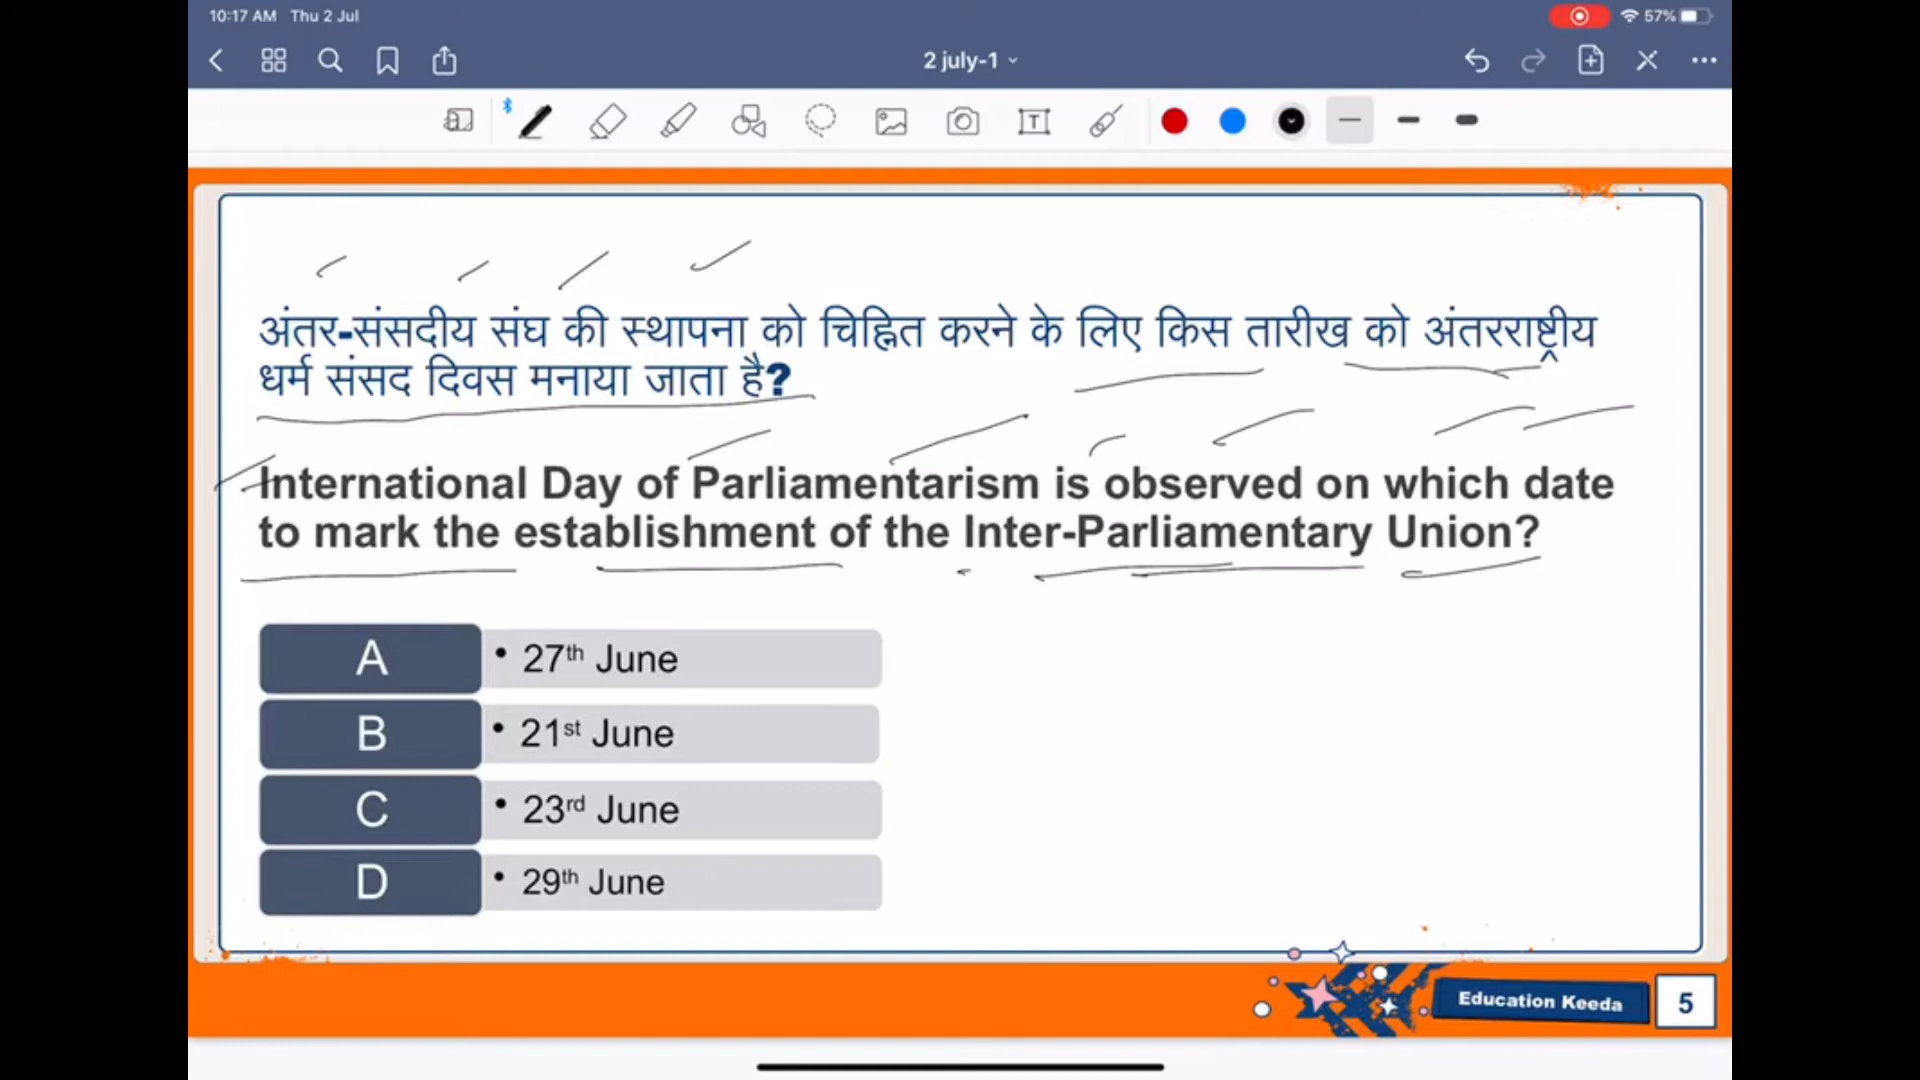 10:17 AM Thu 2 Jul
57%
2 july-1
अंतर-संसदीय संघ की स्थापना को चिह्नित करने के लिए किस तारीख को अंतरराष्ट्रीय
धर्म संसद दिवस मनाया जाता है?
International Day of Parliamentarism is observed on which date
to mark the establishment of the Inter-Parliamentary Union?
A • 27th June
B • 21st June
C • 23rd June
D • 29th June
Education Keeda 5